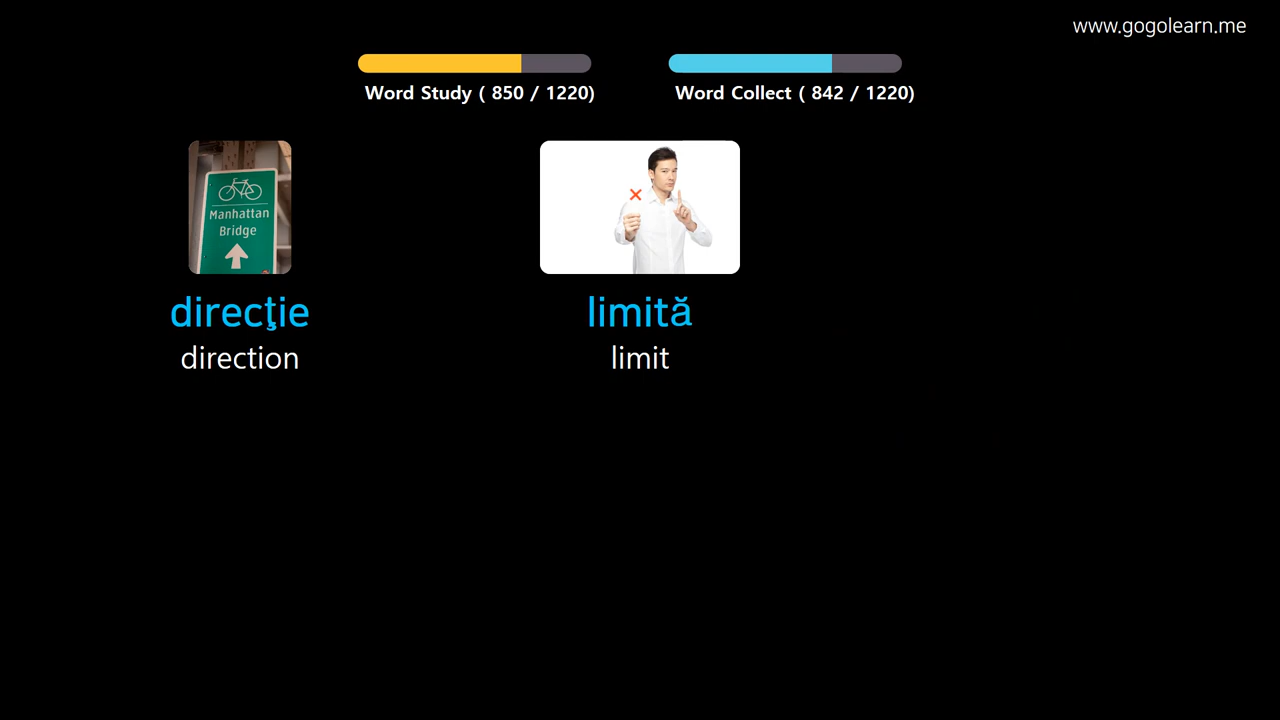 www.gogolearn.me
Word Study ( 850 / 1220)
Word Collect ( 842 / 1220)
Manhattan
Bridge
direcţie
direction
limită
limit